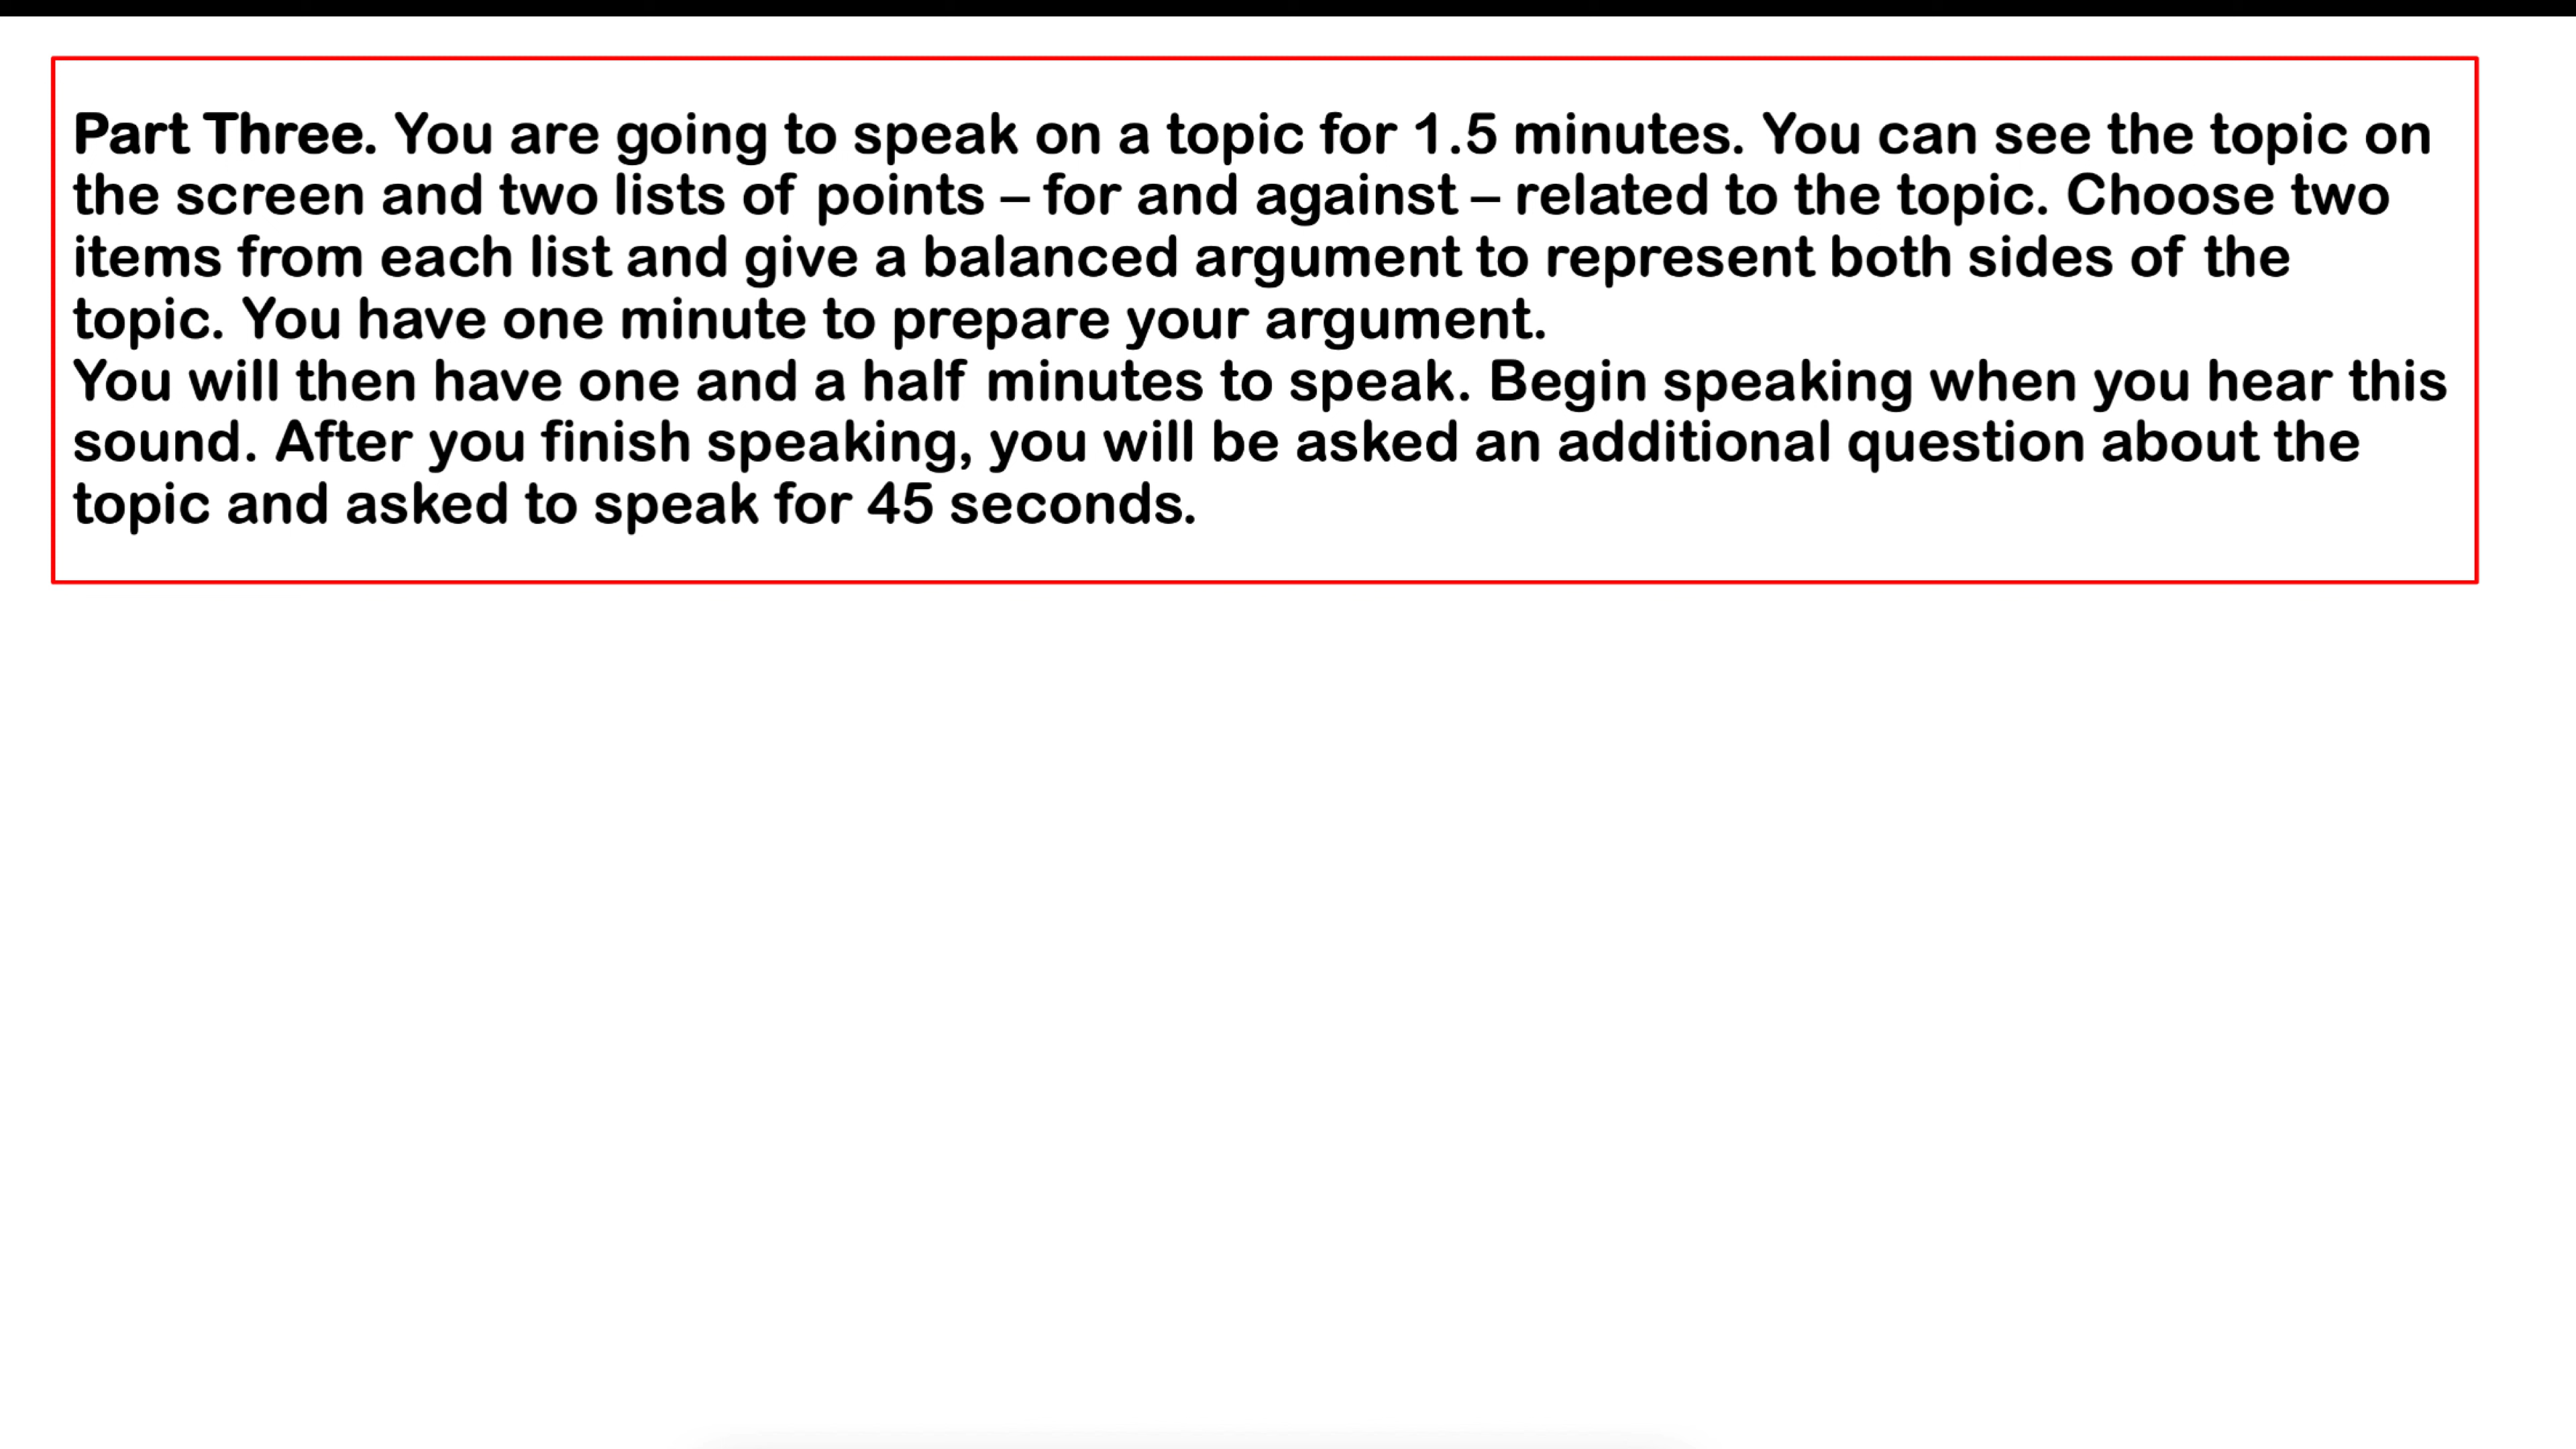 Part Three. You are going to speak on a topic for 1.5 minutes. You can see the topic on
the screen and two lists of points – for and against – related to the topic. Choose two
items from each list and give a balanced argument to represent both sides of the
topic. You have one minute to prepare your argument.
You will then have one and a half minutes to speak. Begin speaking when you hear this
sound. After you finish speaking, you will be asked an additional question about the
topic and asked to speak for 45 seconds.